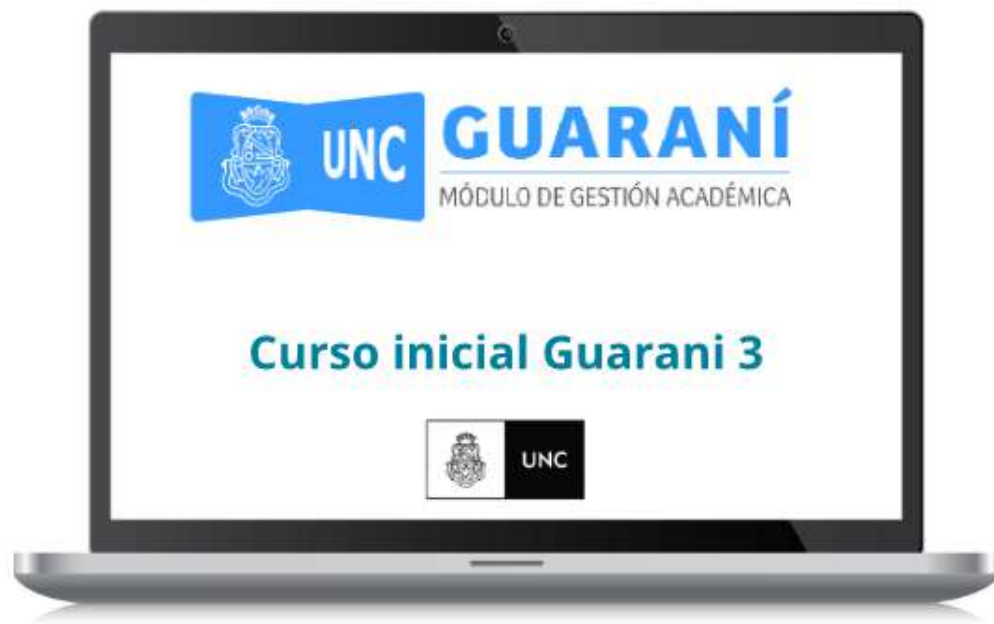 UNC
GUARANÍ
MÓDULO DE GESTIÓN ACADÉMICA
Curso inicial Guarani 3
UNC